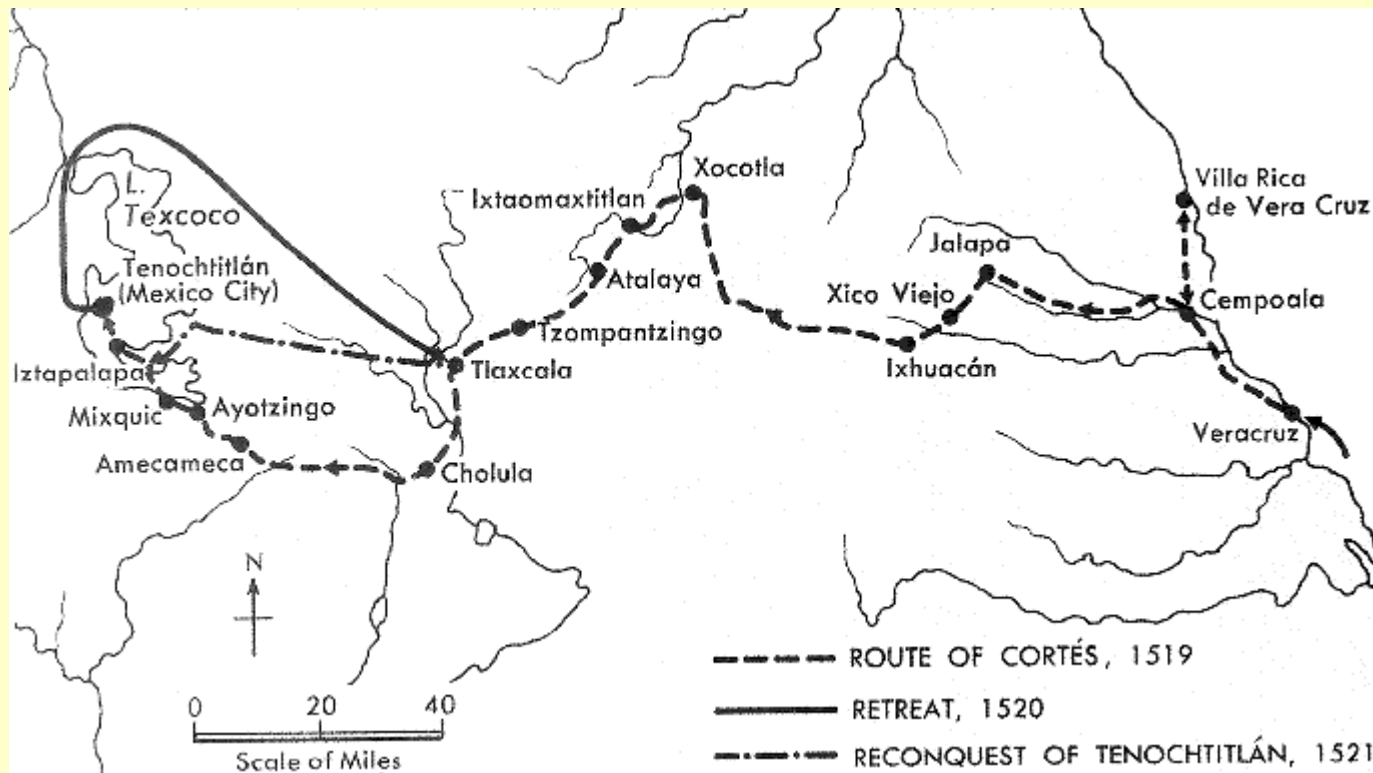 Xocotla
Villa Rica
de Vera Cruz
L.
Texcoco
Ixtaomaxtitlan
Jalapa
Tenochtitlán
(Mexico City)
Atalaya
Xico Viejo
Cempoala
Tzompantzingo
Ixhuacán
Iztapalapa
Tlaxcala
Mixquic
Ayotzingo
Veracruz
Amecameca
Cholula
N
ROUTE OF CORTÉS, 1519
0 20 40
RETREAT, 1520
Scale of Miles
RECONQUEST OF TENOCHTITLÁN, 1521